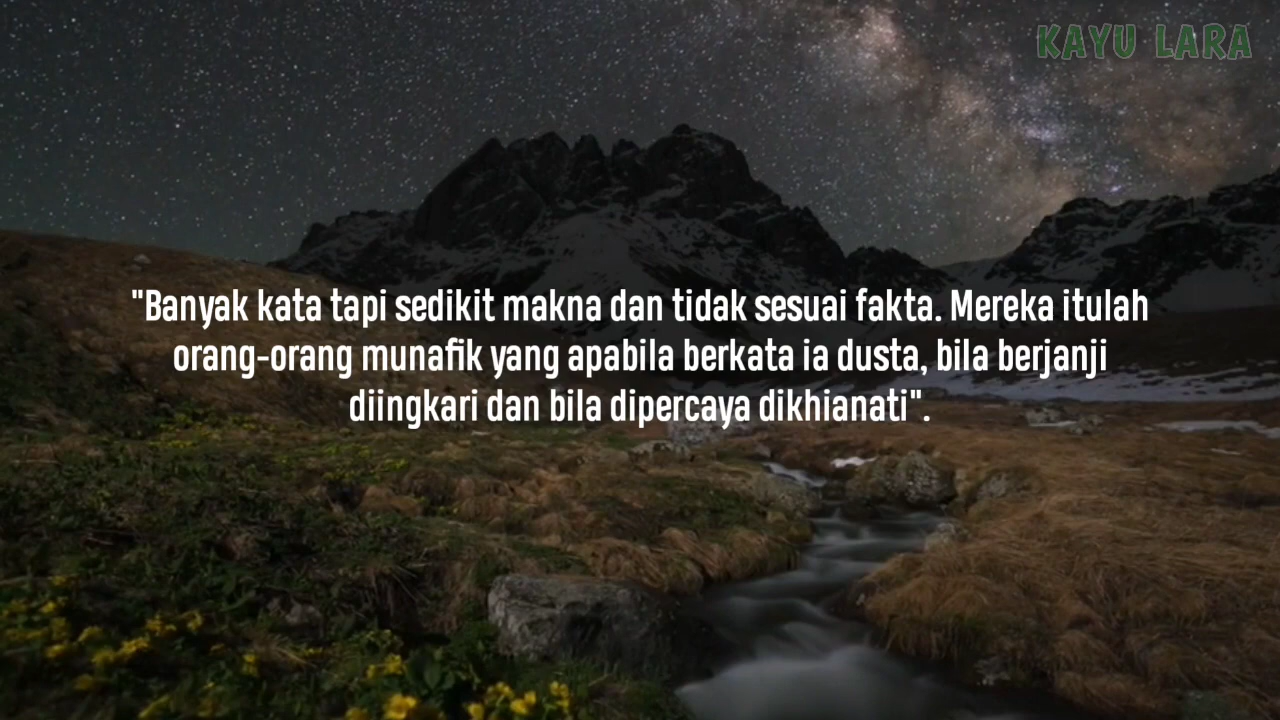 KAYU LARA
"Banyak kata tapi sedikit makna dan tidak sesuai fakta. Mereka itulah
orang-orang munafik yang apabila berkata ia dusta, bila berjanji
diingkari dan bila dipercaya dikhianati".